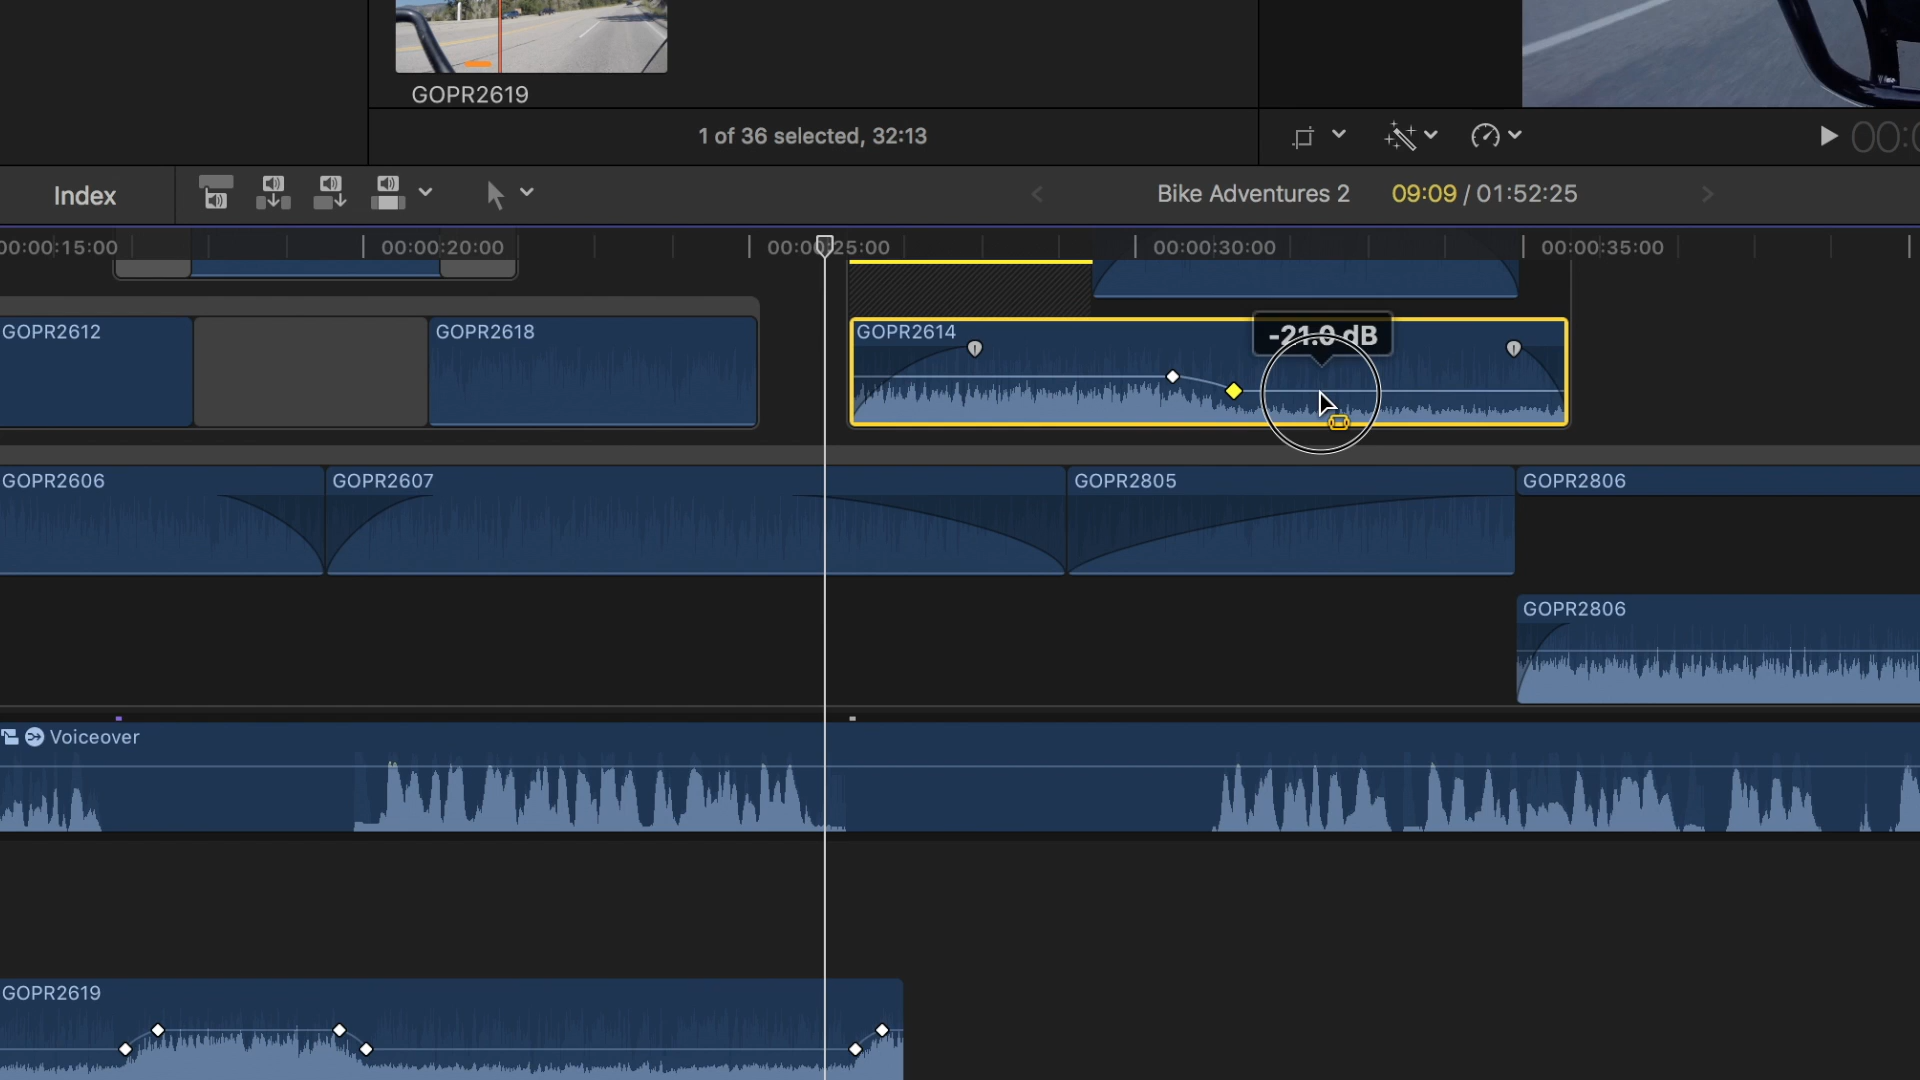 GOPR2619
1 of 36 selected, 32:13
Index
Bike Adventures 2 09:09 / 01:52:25
00:00:15:00 00:00:20:00 00:00:25:00 00:00:30:00 00:00:35:00
GOPR2612 GOPR2618 GOPR2614 -21.0 dB
GOPR2606 GOPR2607 GOPR2805 GOPR2806
GOPR2806
Voiceover
GOPR2619